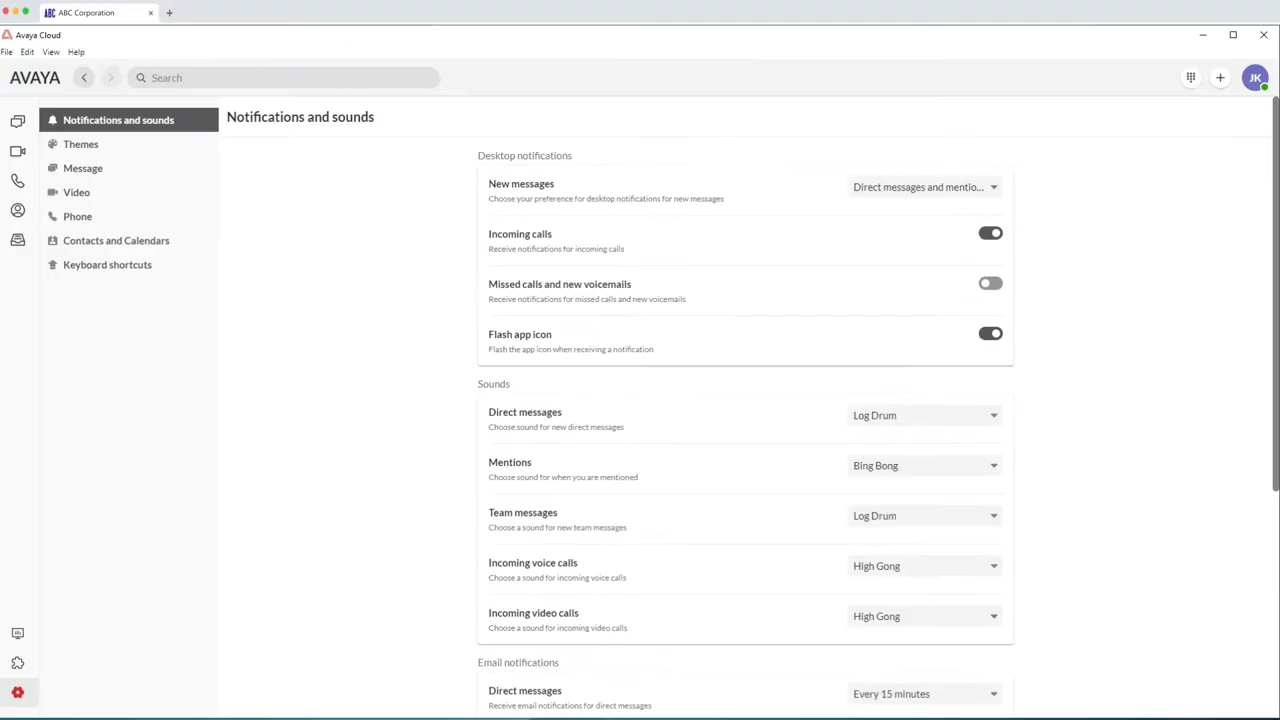 ABC ABC Corporation
Avaya Cloud
File Edit View Help
AVAYA
Search
JK
Notifications and sounds
Themes
Message
Video
Phone
Contacts and Calendars
Keyboard shortcuts
Notifications and sounds
Desktop notifications
New messages
Choose your preference for desktop notifications for new messages
Direct messages and mentio...
Incoming calls
Receive notifications for incoming calls
Missed calls and new voicemails
Receive notifications for missed calls and new voicemails
Flash app icon
Flash the app icon when receiving a notification
Sounds
Direct messages
Choose sound for new direct messages
Log Drum
Mentions
Choose sound for when you are mentioned
Bing Bong
Team messages
Choose a sound for new team messages
Log Drum
Incoming voice calls
Choose a sound for incoming voice calls
High Gong
Incoming video calls
Choose a sound for incoming video calls
High Gong
Email notifications
Direct messages
Receive email notifications for direct messages
Every 15 minutes